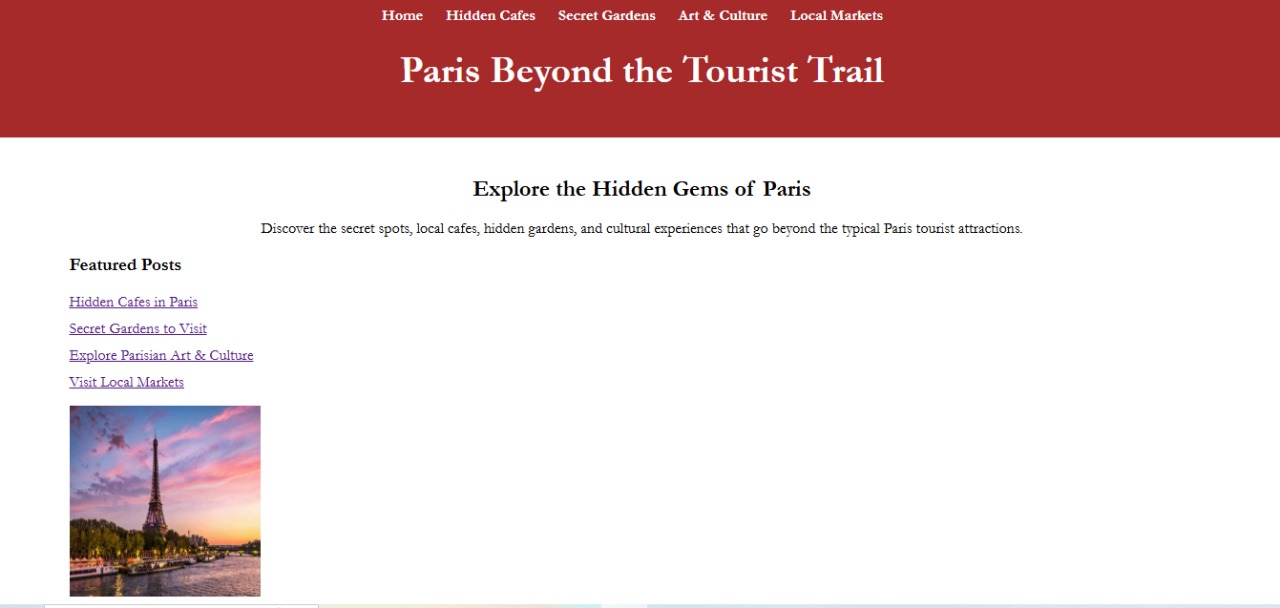 Home Hidden Cafes Secret Gardens Art & Culture Local Markets
Paris Beyond the Tourist Trail
Explore the Hidden Gems of Paris
Discover the secret spots, local cafes, hidden gardens, and cultural experiences that go beyond the typical Paris tourist attractions.
Featured Posts
Hidden Cafes in Paris
Secret Gardens to Visit
Explore Parisian Art & Culture
Visit Local Markets